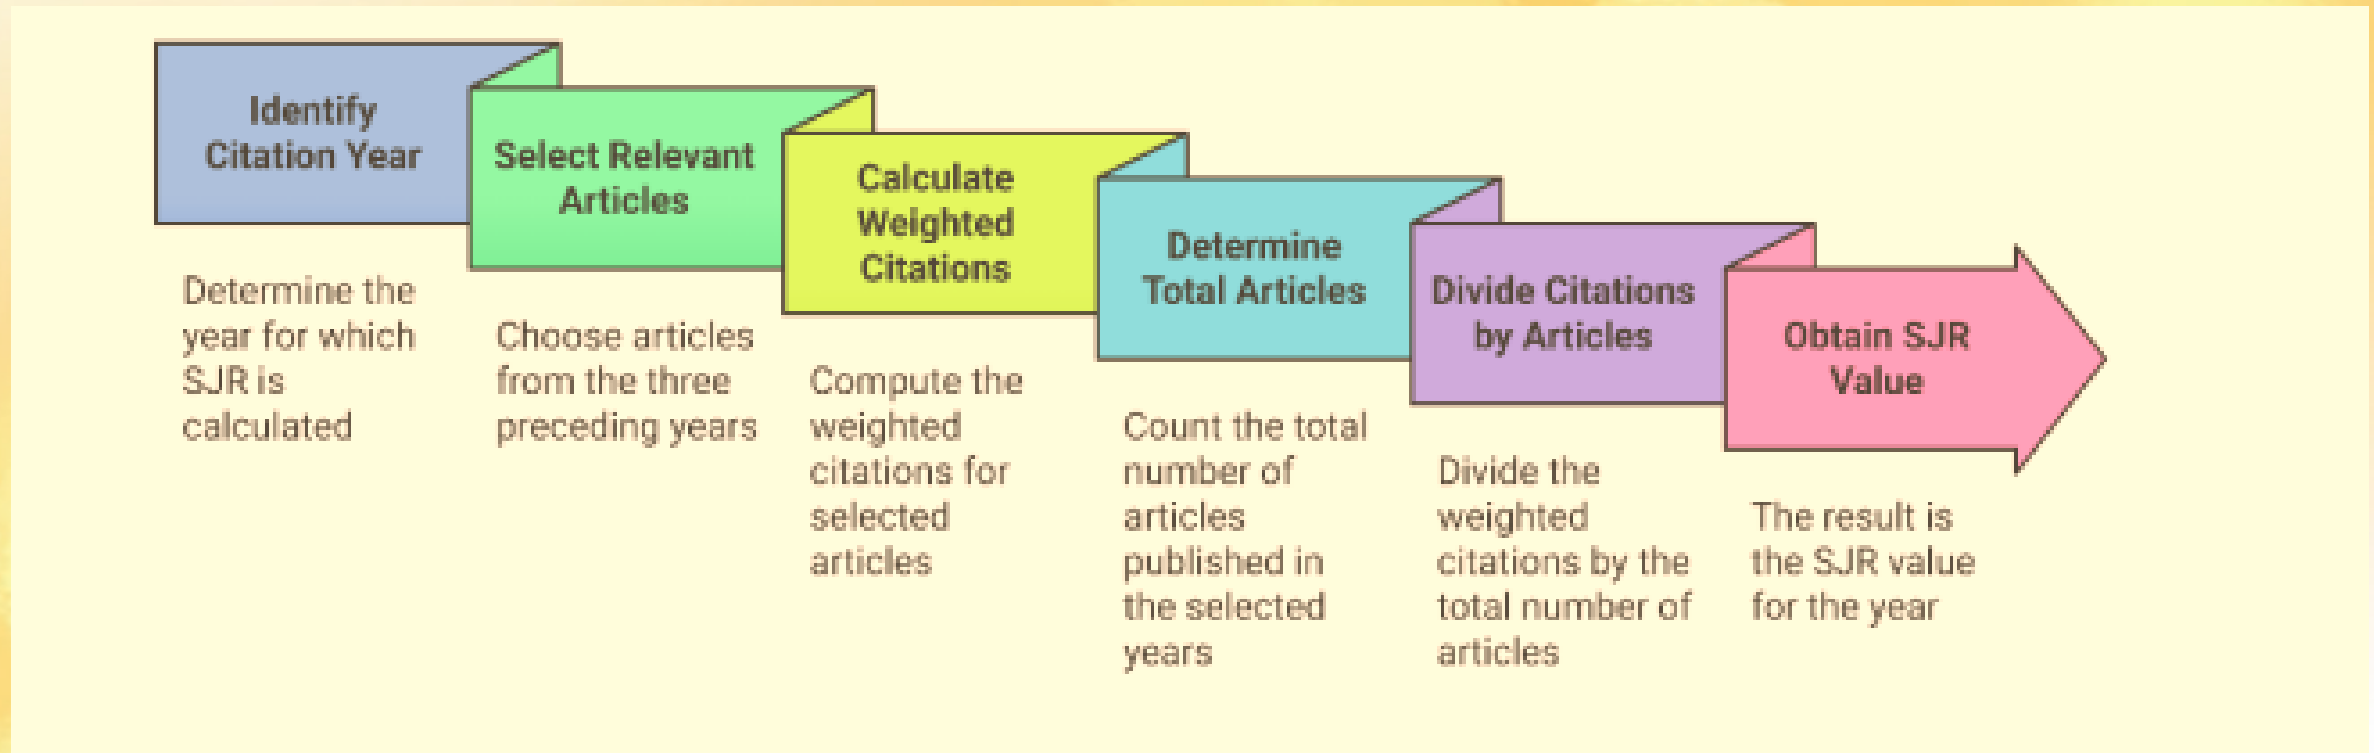 Identify
Citation Year
Determine the
year for which
SJR is
calculated
Select Relevant
Articles
Choose articles
from the three
preceding years
Calculate
Weighted
Citations
Compute the
weighted
citations for
selected
articles
Determine
Total Articles
Count the total
number of
articles
published in
the selected
years
Divide Citations
by Articles
Divide the
weighted
citations by the
total number of
articles
Obtain SJR
Value
The result is
the SJR value
for the year